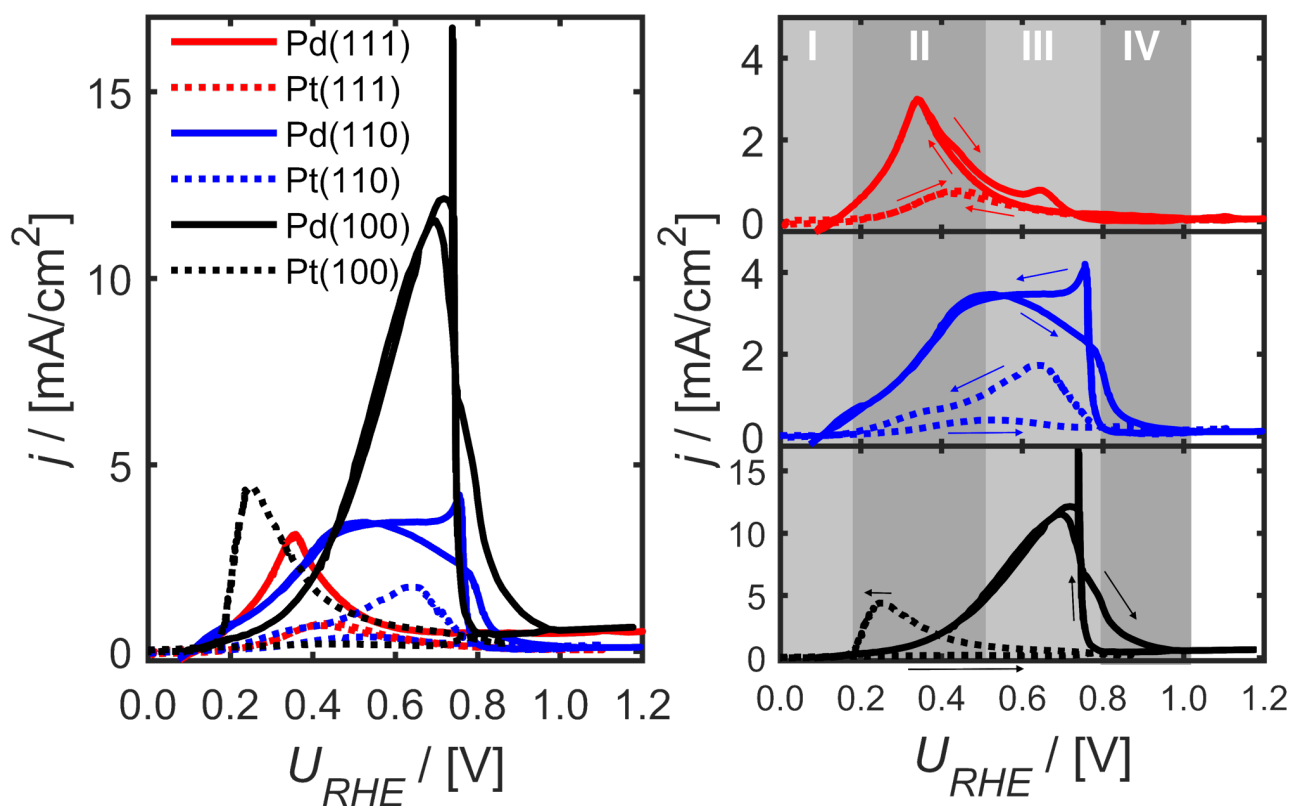 Pd(111)
Pt(111)
Pd(110)
Pt(110)
Pd(100)
Pt(100)
15
10
5
0
j / [mA/cm²]
0.0 0.2 0.4 0.6 0.8 1.0 1.2
U_RHE / [V]
I II III IV
4
2
0
4
2
0
15
10
5
0
j / [mA/cm²]
0.0 0.2 0.4 0.6 0.8 1.0 1.2
U_RHE / [V]